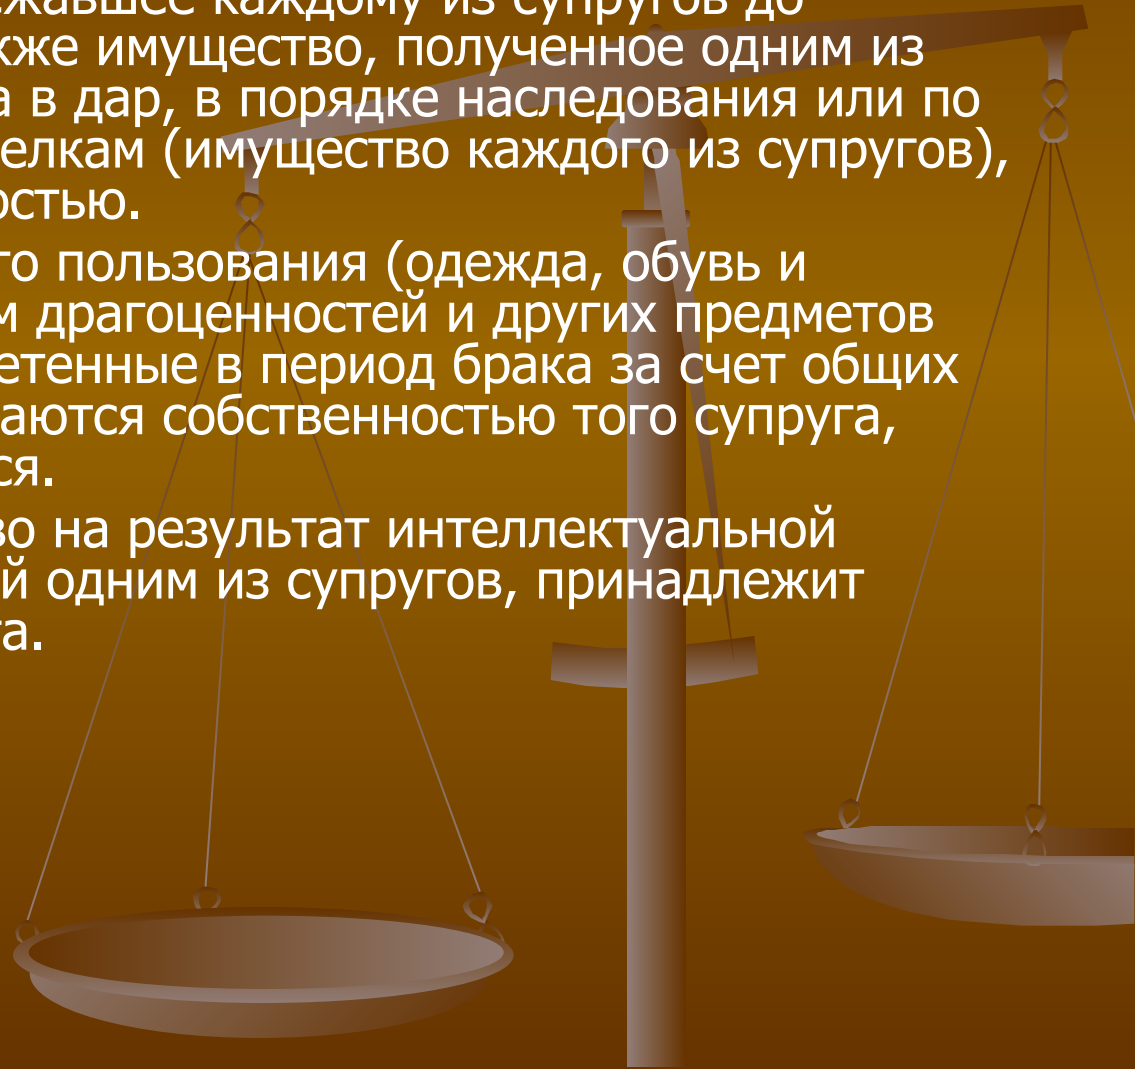 жавшее каждому из супругов до
кже имущество, полученное одним из
а в дар, в порядке наследования или по
елкам (имущество каждого из супругов),
остью.
го пользования (одежда, обувь и
м драгоценностей и других предметов
етенные в период брака за счет общих
аются собственностью того супруга,
ся.
во на результат интеллектуальной
й одним из супругов, принадлежит
та.